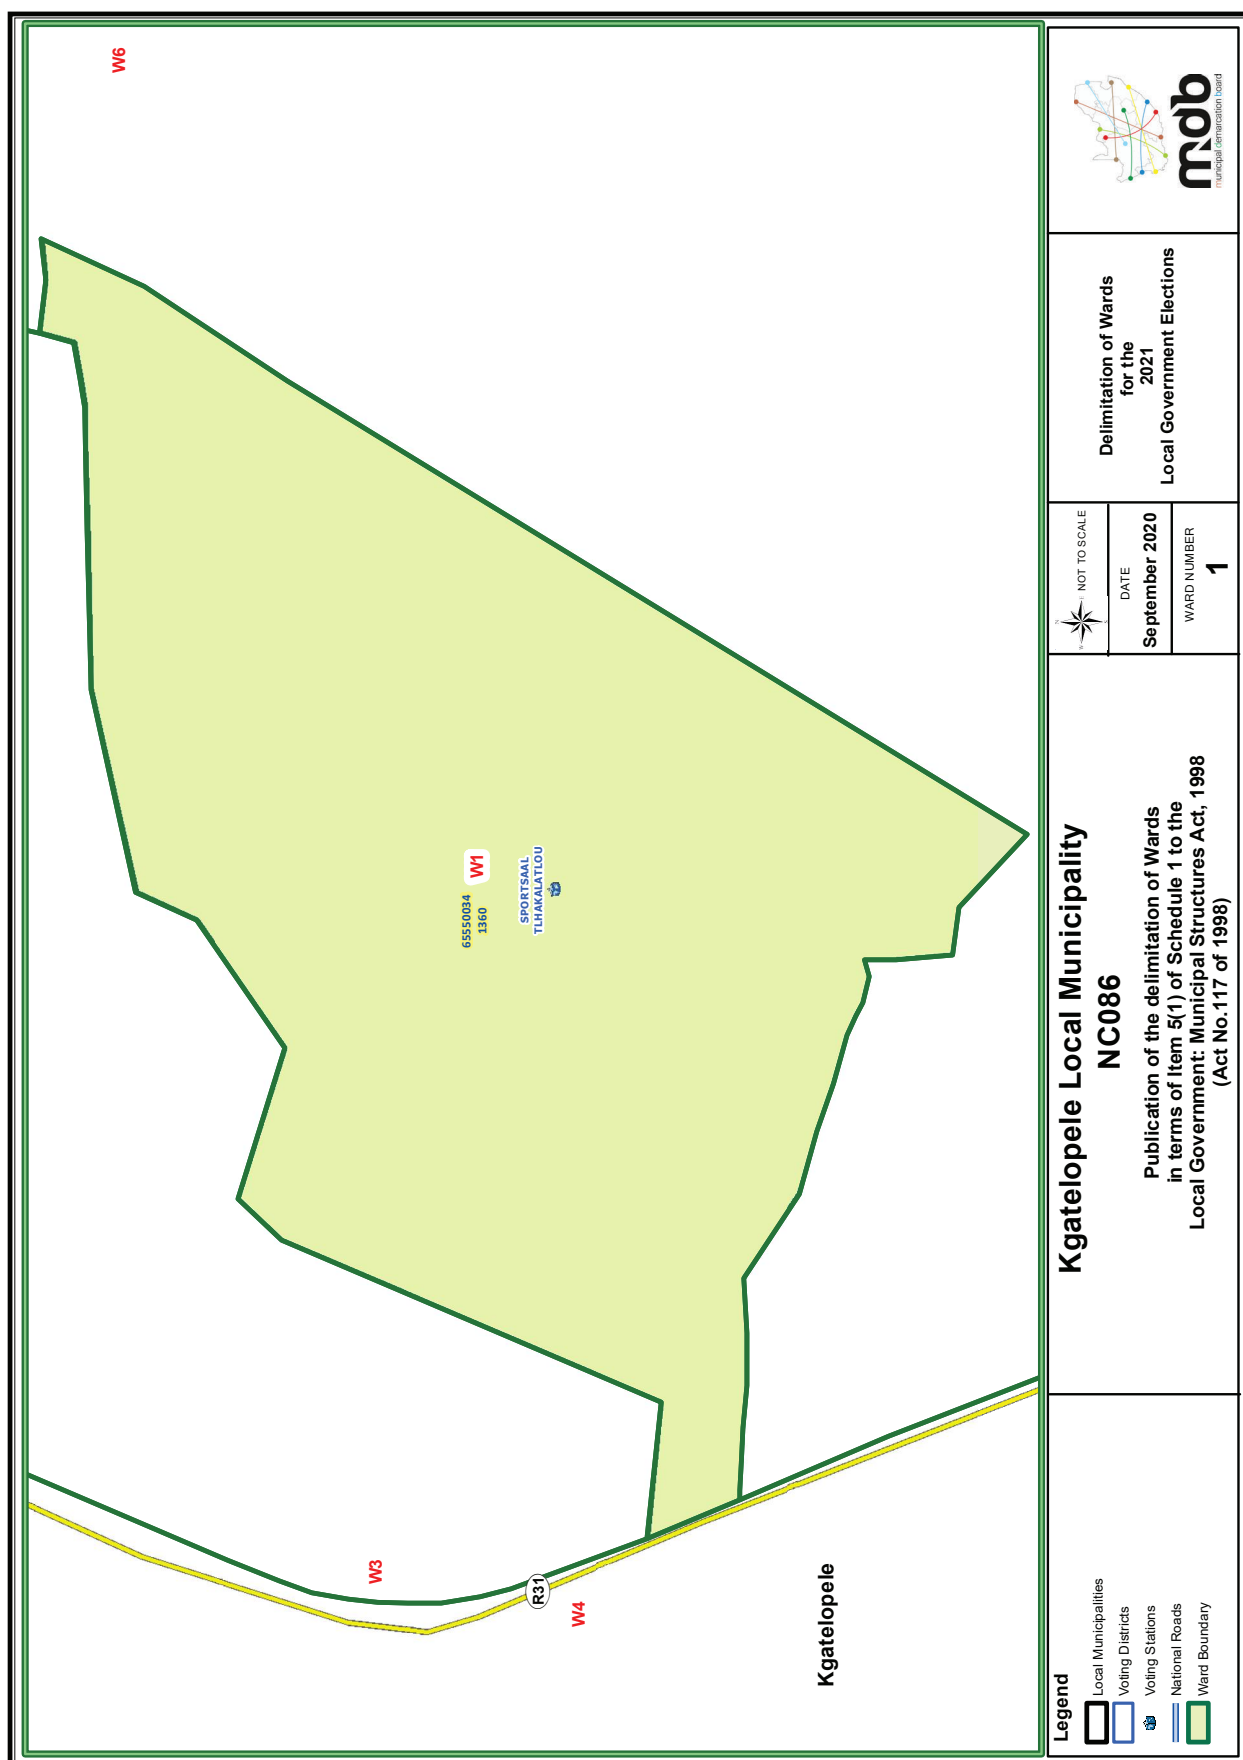 W6
65550034
1360
W1
SPORTSAAL
TLHAKALATLOU
W3
R31
W4
Kgatelopele
Legend
Local Municipalities
Voting Districts
Voting Stations
National Roads
Ward Boundary
Kgatelopele Local Municipality
NC086
Publication of the delimitation of Wards
in terms of Item 5(1) of Schedule 1 to the
Local Government: Municipal Structures Act, 1998
(Act No.117 of 1998)
N
W
E
S
NOT TO SCALE
DATE
September 2020
WARD NUMBER
1
Delimitation of Wards
for the
2021
Local Government Elections
mdb
municipal demarcation board